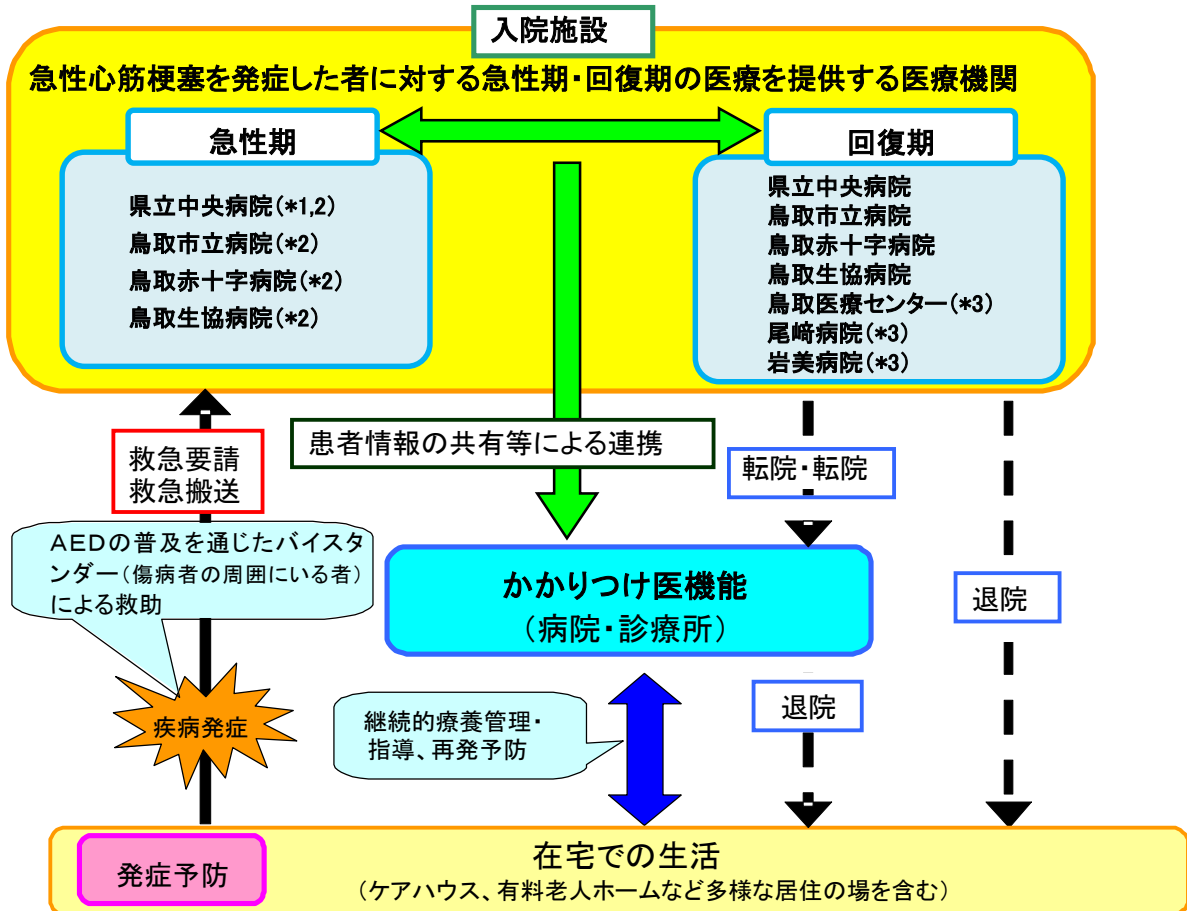 入院施設
急性心筋梗塞を発症した者に対する急性期・回復期の医療を提供する医療機関
急性期
県立中央病院(*1,2)
鳥取市立病院(*2)
鳥取赤十字病院(*2)
鳥取生協病院(*2)
回復期
県立中央病院
鳥取市立病院
鳥取赤十字病院
鳥取生協病院
鳥取医療センター(*3)
尾﨑病院(*3)
岩美病院(*3)
救急要請
救急搬送
患者情報の共有等による連携
転院・転院
AEDの普及を通じたバイスタ
ンダー(傷病者の周囲にいる者)
による救助
かかりつけ医機能
(病院・診療所)
退院
疾病発症
継続的療養管理・
指導、再発予防
退院
発症予防
在宅での生活
(ケアハウス、有料老人ホームなど多様な居住の場を含む)